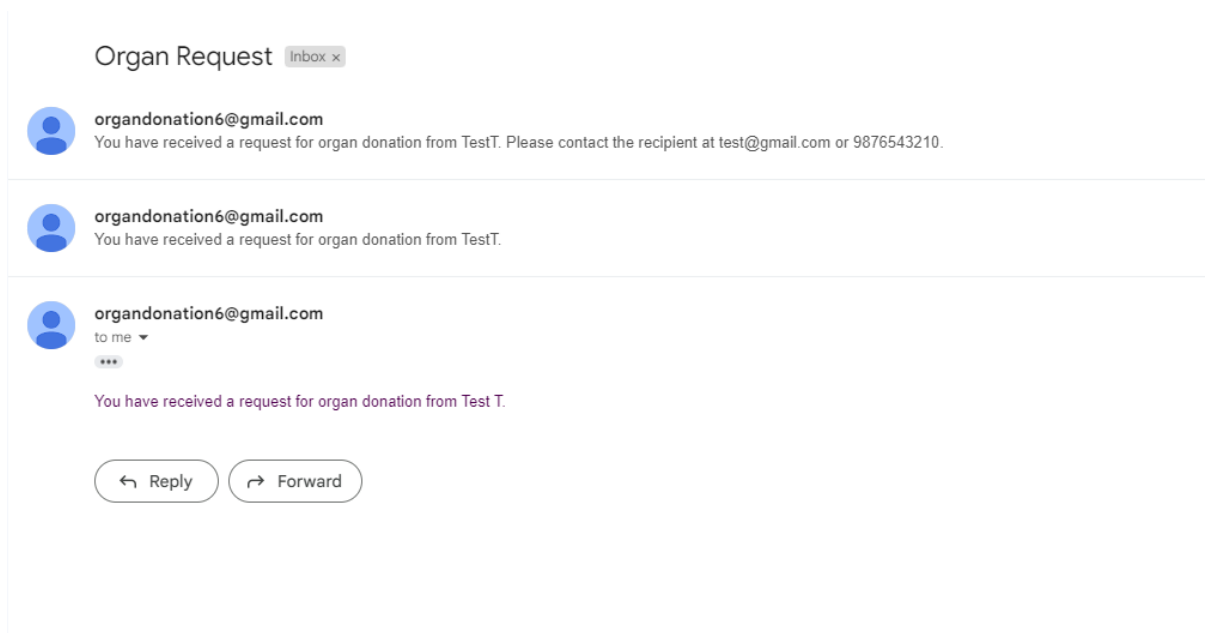 Organ Request Inbox ×
organdonation6@gmail.com
You have received a request for organ donation from TestT. Please contact the recipient at test@gmail.com or 9876543210.
organdonation6@gmail.com
You have received a request for organ donation from TestT.
organdonation6@gmail.com
to me
•••
You have received a request for organ donation from Test T.
Reply Forward